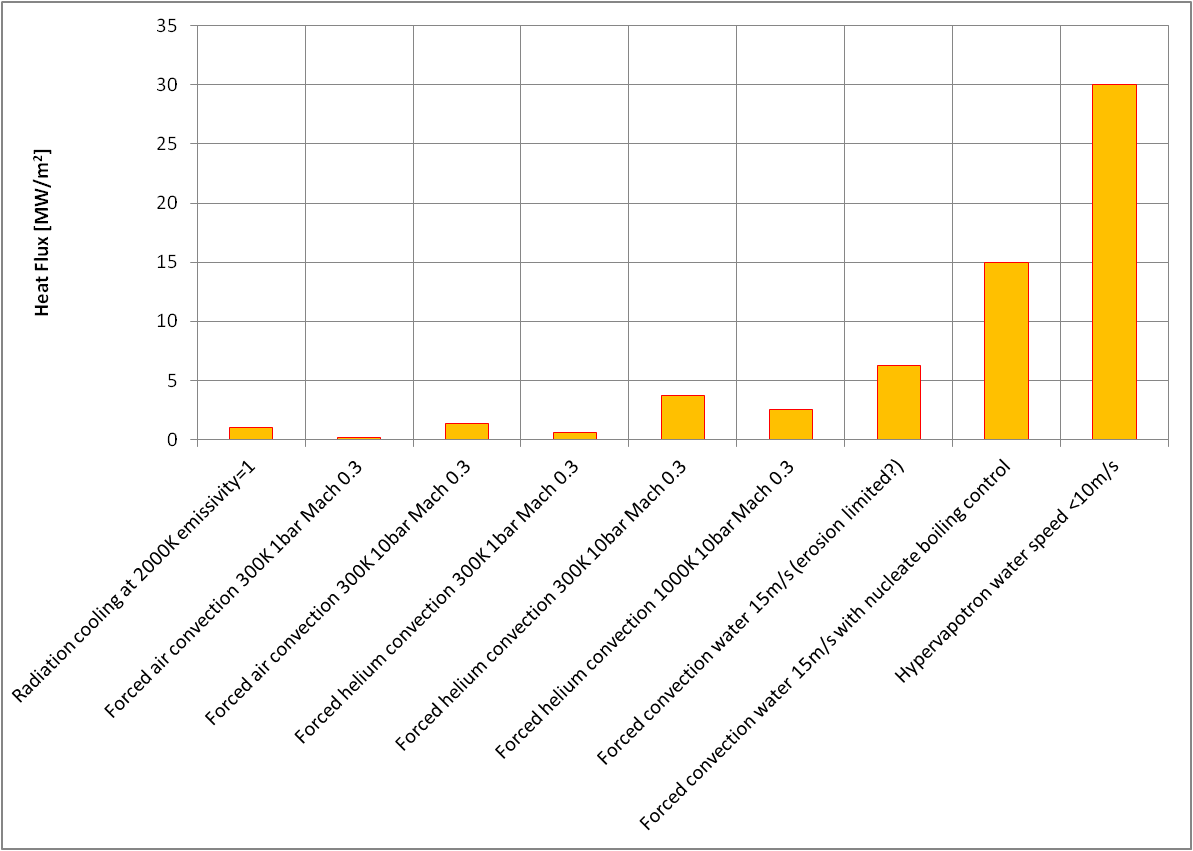 35
30
25
20
15
10
5
0
Heat Flux [MW/m²]
Radiation cooling at 2000K emissivity=1
Forced air convection 300K 1bar Mach 0.3
Forced air convection 300K 10bar Mach 0.3
Forced helium convection 300K 1bar Mach 0.3
Forced helium convection 300K 10bar Mach 0.3
Forced helium convection 1000K 10bar Mach 0.3
Forced convection water 15m/s (erosion limited?)
Forced convection water 15m/s with nucleate boiling control
Hypervapotron water speed <10m/s